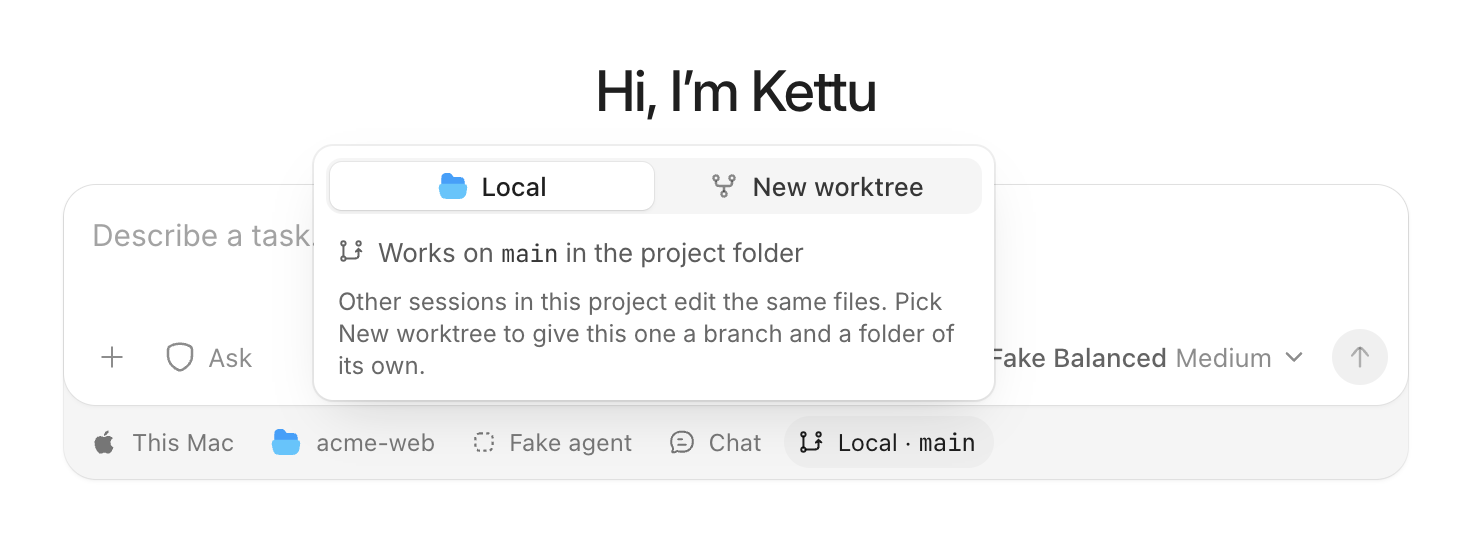 Hi, I'm Kettu
Local
New worktree
Describe a task.
Works on main in the project folder
Other sessions in this project edit the same files. Pick
New worktree to give this one a branch and a folder of
its own.
Ask
Fake Balanced Medium
This Mac
acme-web
Fake agent
Chat
Local · main